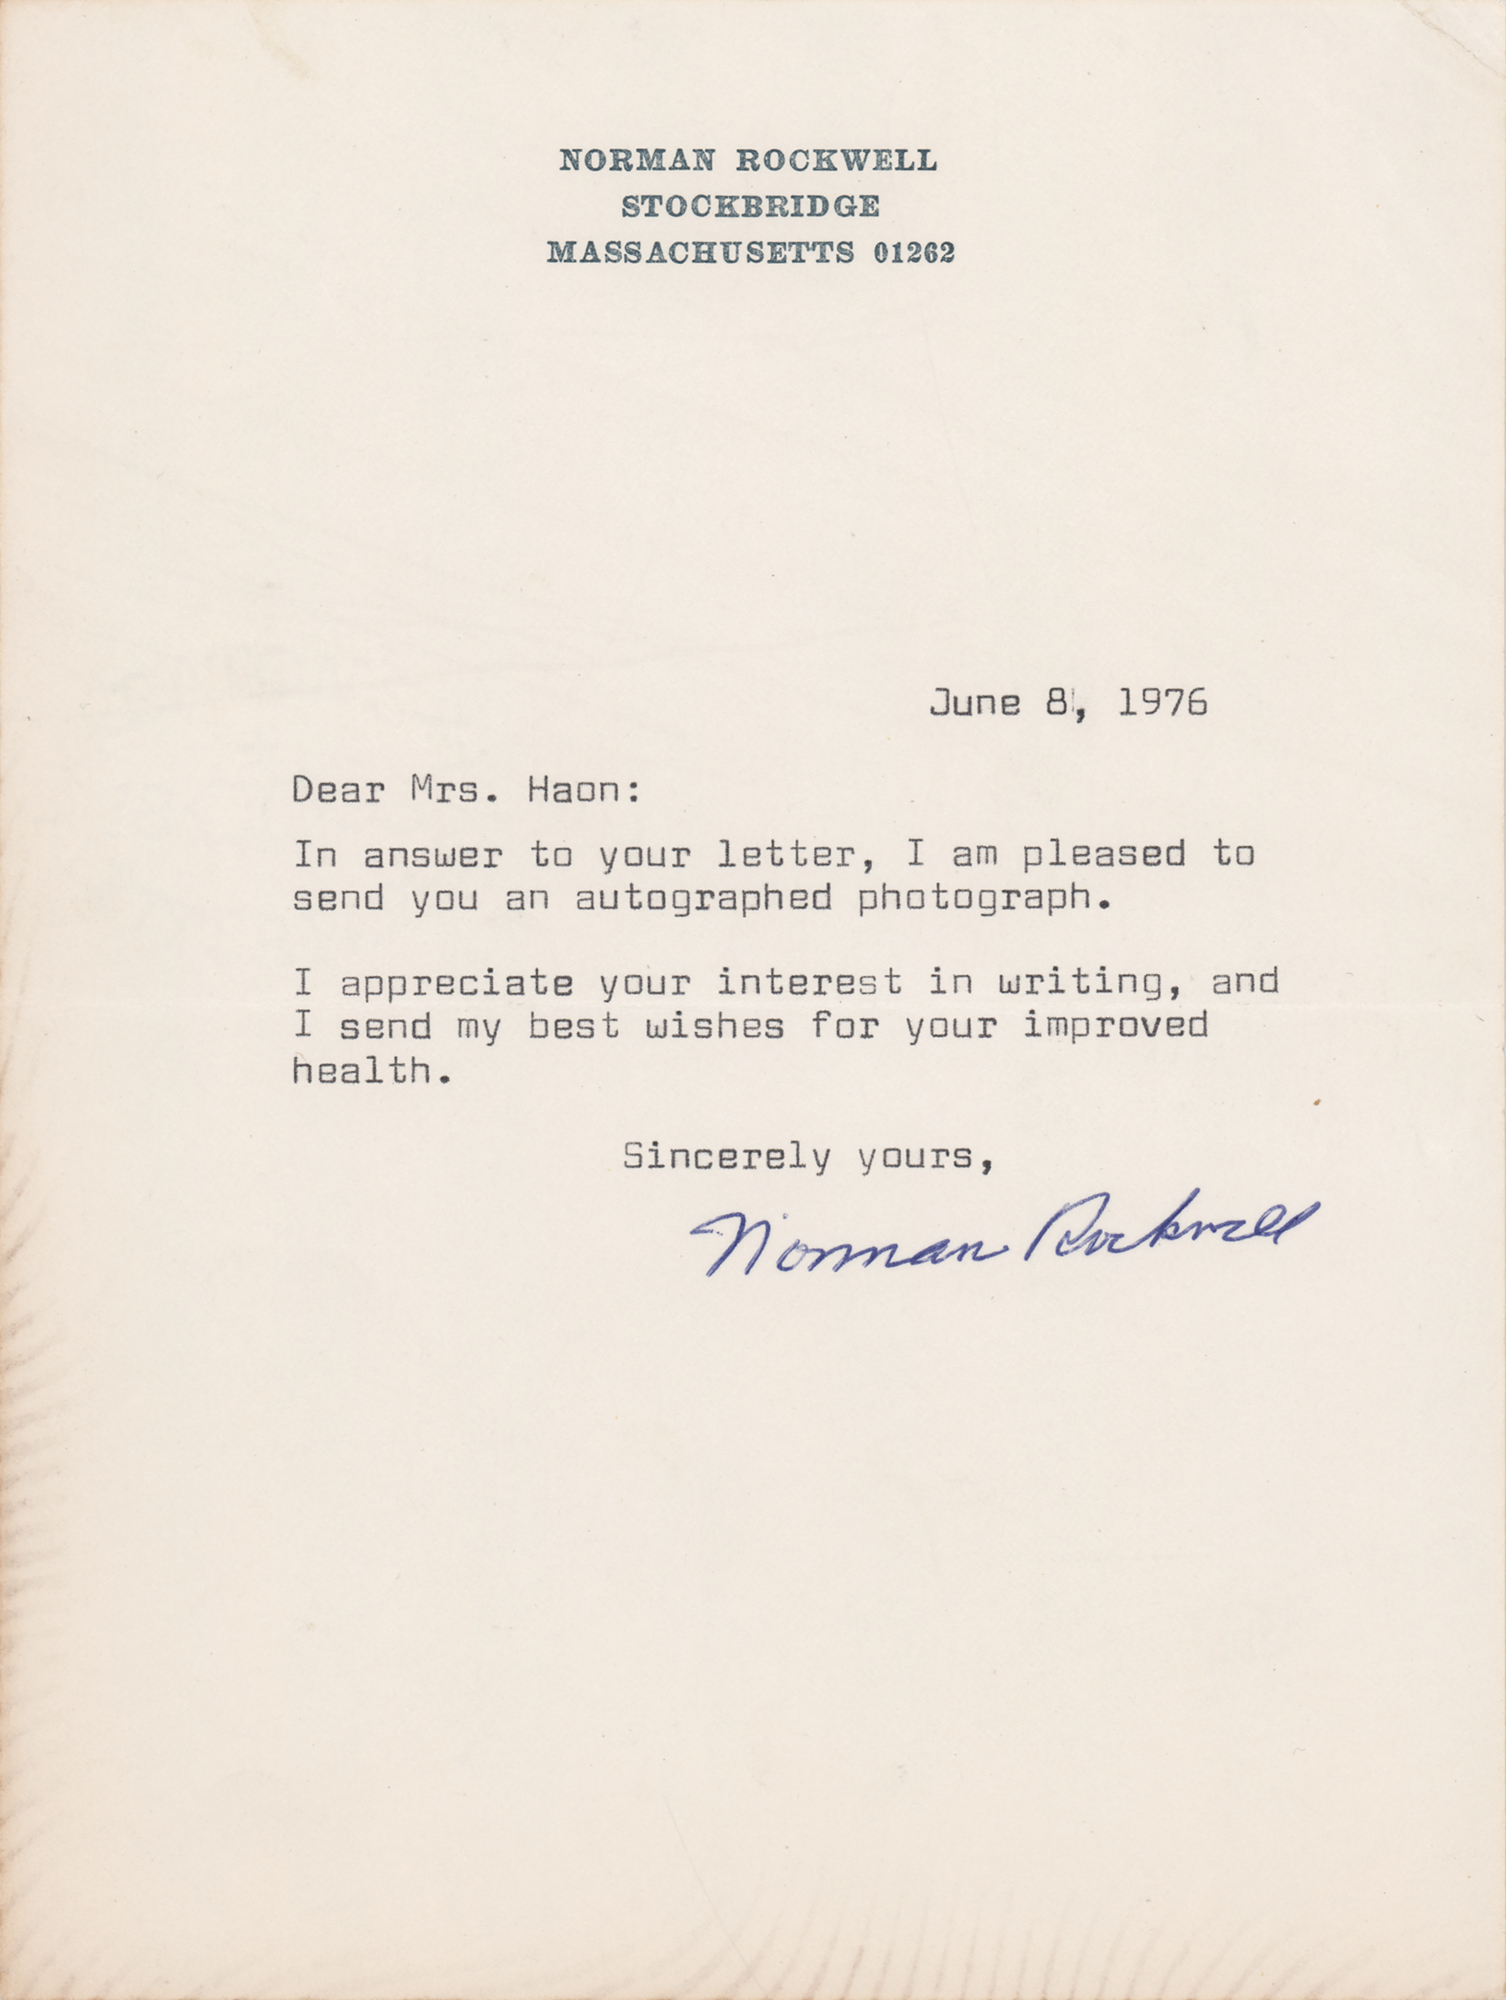 NORMAN ROCKWELL
STOCKBRIDGE
MASSACHUSETTS 01262
June 8, 1976
Dear Mrs. Haon:
In answer to your letter, I am pleased to
send you an autographed photograph.
I appreciate your interest in writing, and
I send my best wishes for your improved
health.
Sincerely yours,
Norman Rockwell